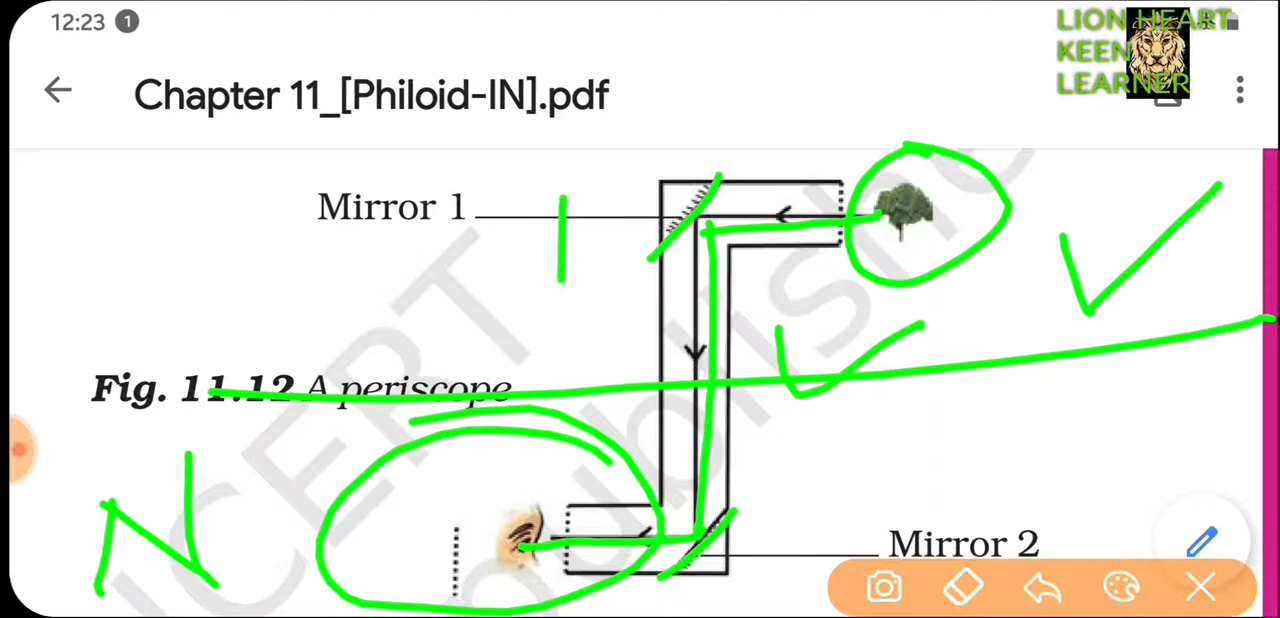 12:23 1
LION HEART
KEEN
LEARNER
Chapter 11_[Philoid-IN].pdf
Mirror 1
Fig. 11.12 A periscope
N
Mirror 2